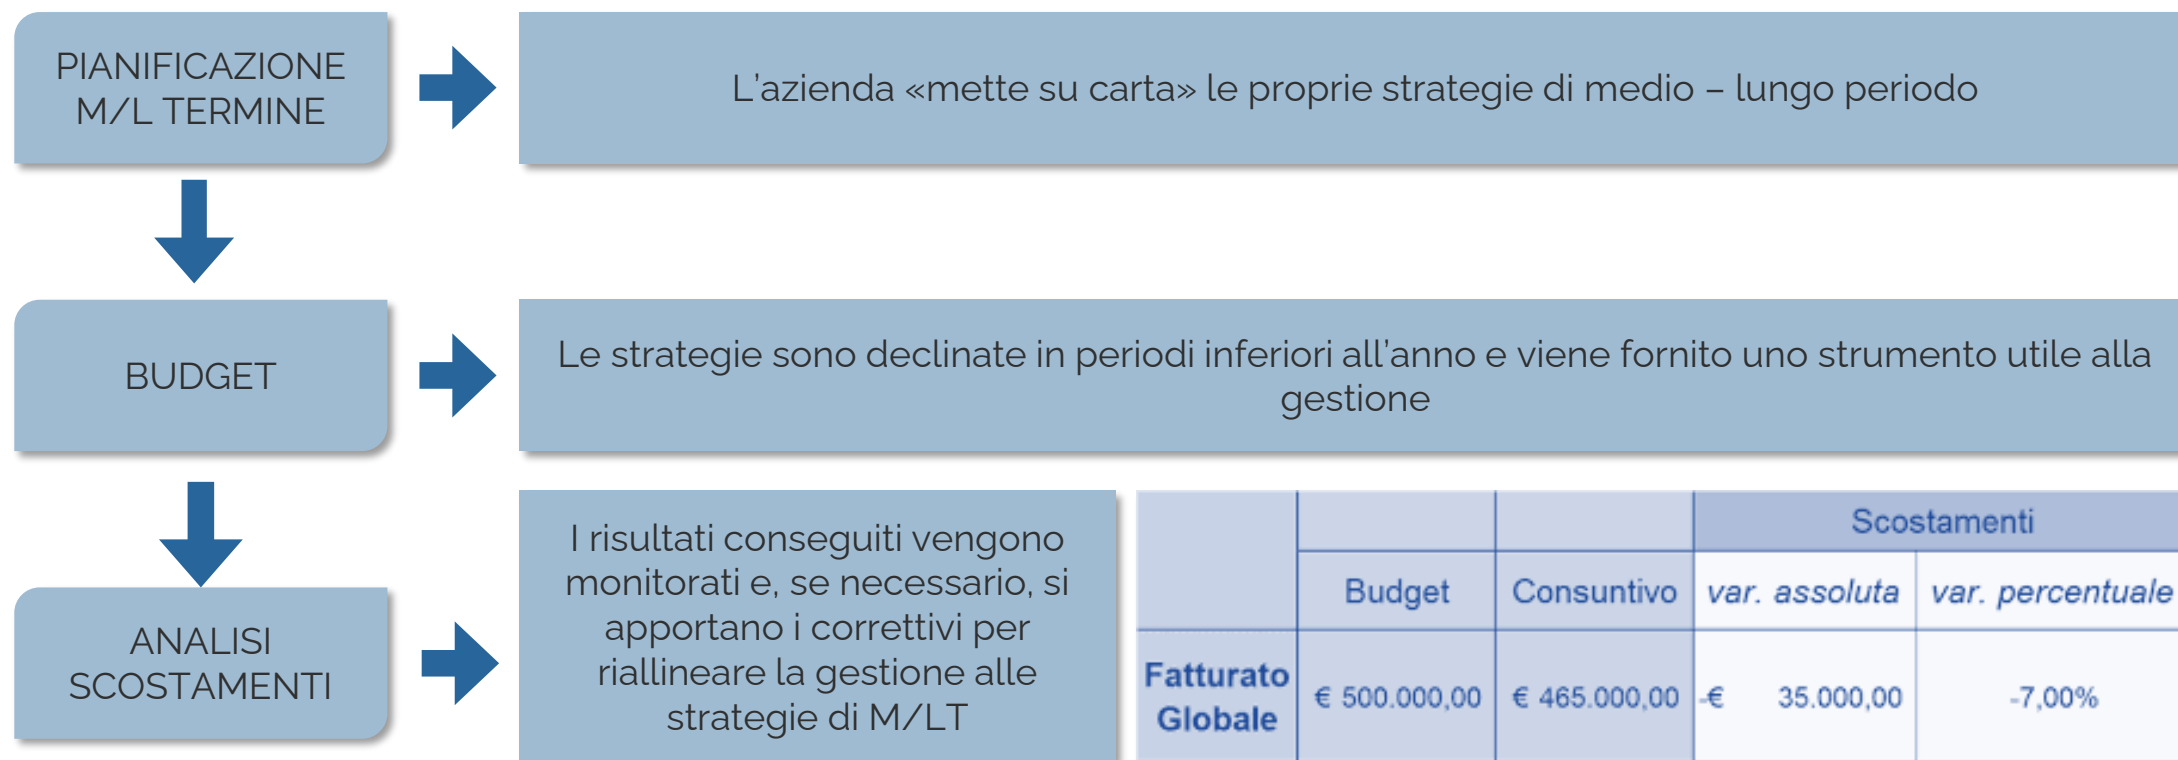 PIANIFICAZIONE
M/L TERMINE
L'azienda «mette su carta» le proprie strategie di medio – lungo periodo
BUDGET
Le strategie sono declinate in periodi inferiori all'anno e viene fornito uno strumento utile alla
gestione
ANALISI
SCOSTAMENTI
I risultati conseguiti vengono
monitorati e, se necessario, si
apportano i correttivi per
riallineare la gestione alle
strategie di M/LT
Scostamenti
Budget Consuntivo var. assoluta var. percentuale
Fatturato
Globale
€ 500.000,00 € 465.000,00 -€ 35.000,00 -7,00%